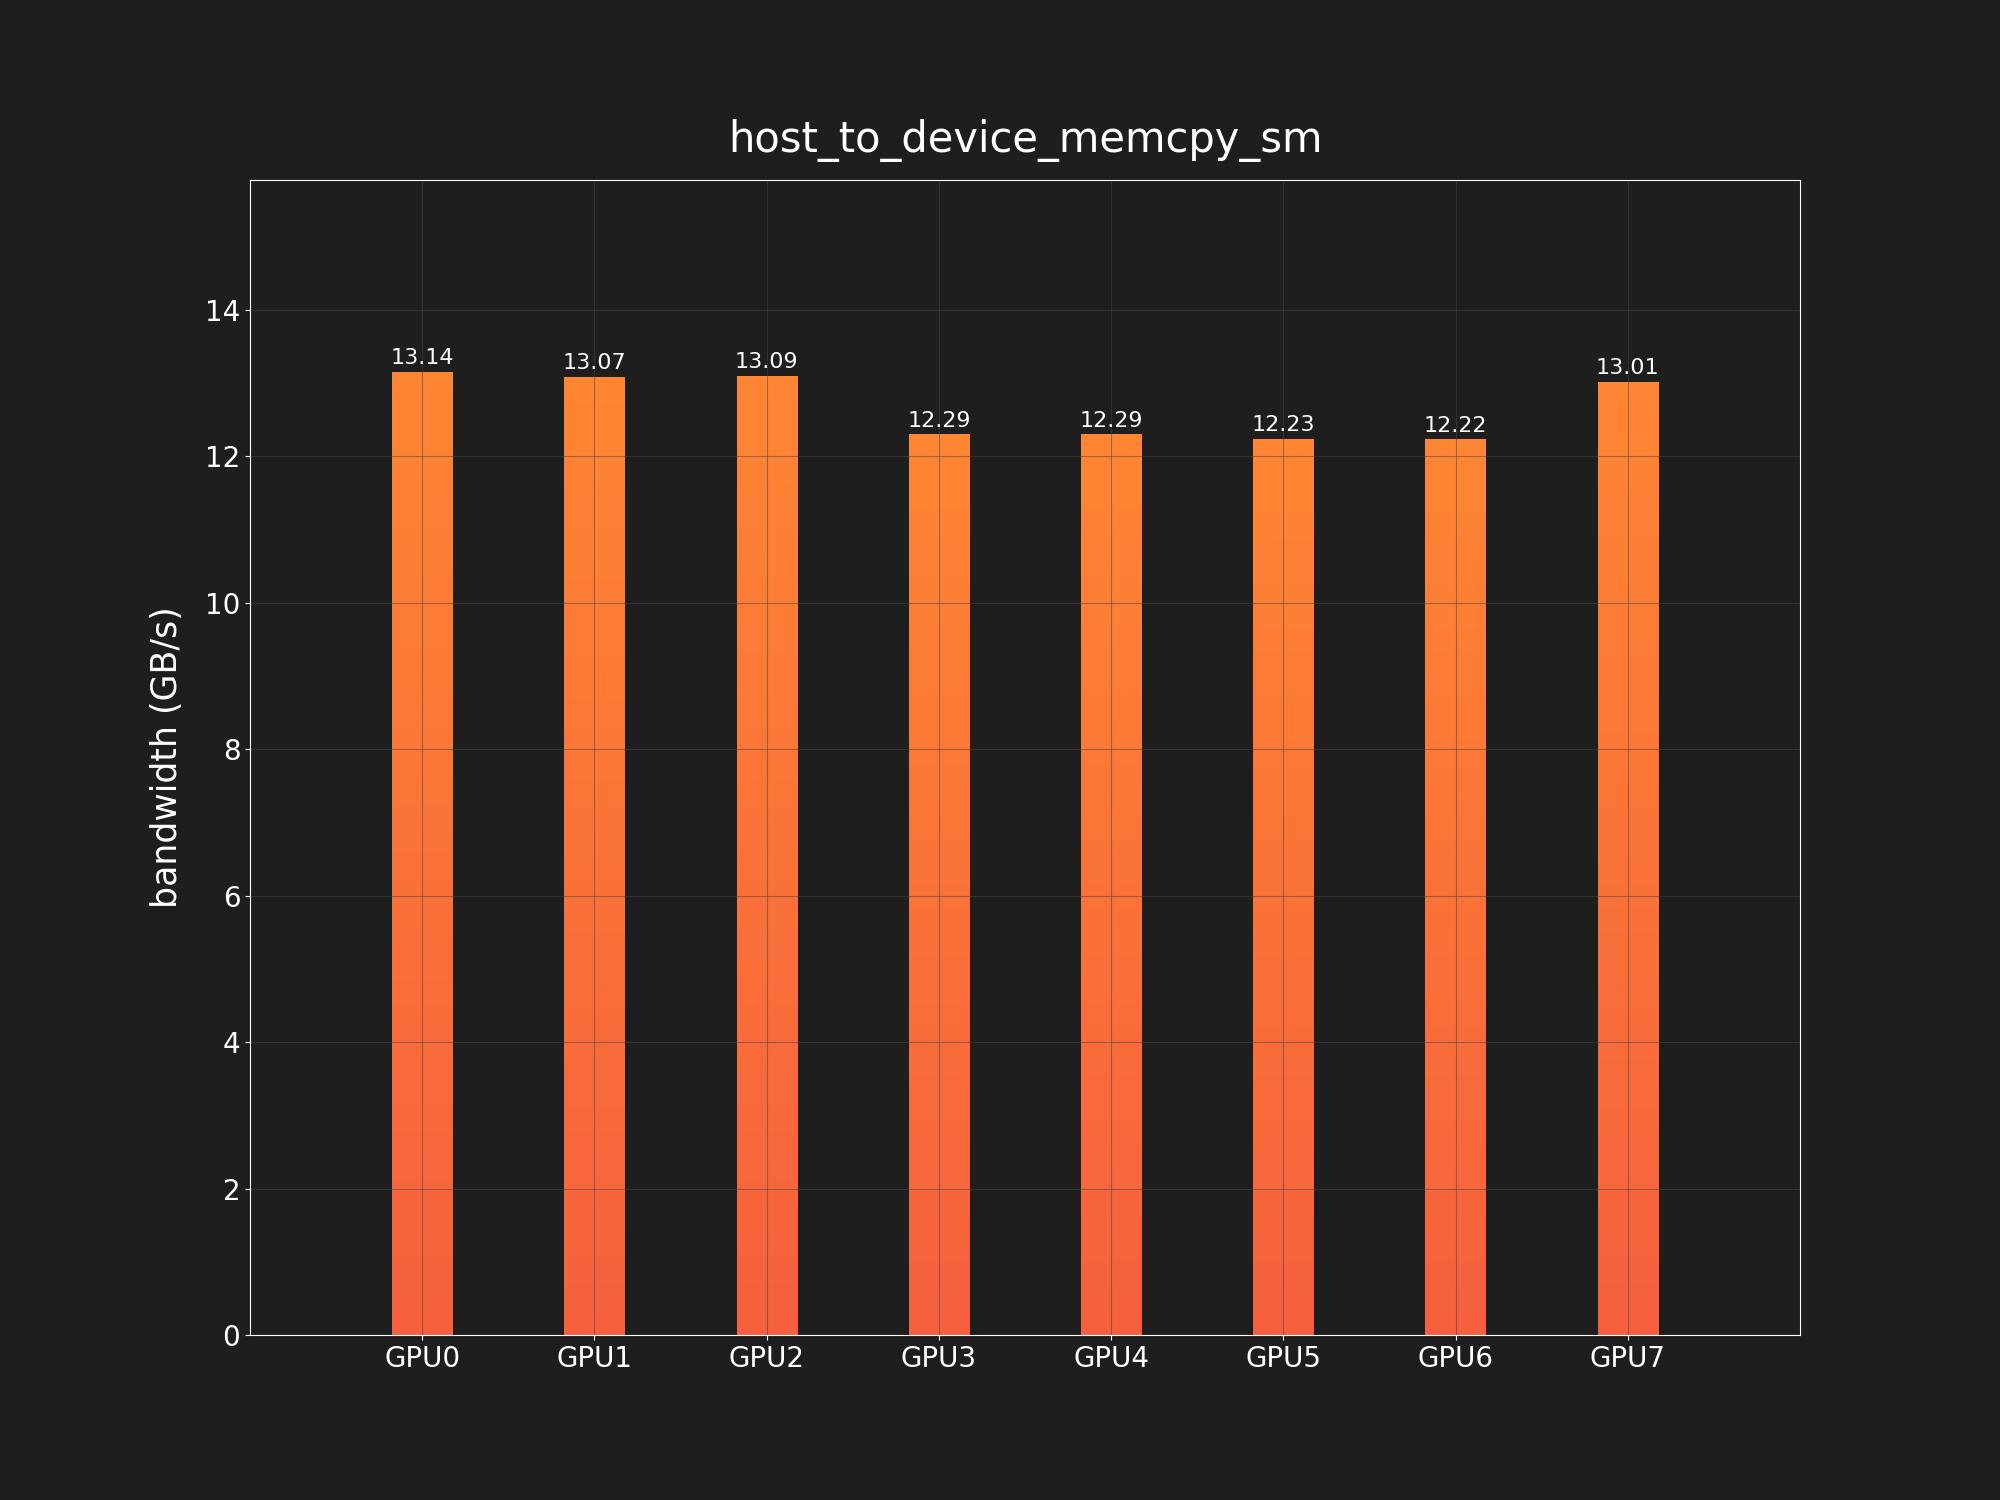 host_to_device_memcpy_sm
bandwidth (GB/s)
14
12
10
8
6
4
2
0
13.14
13.07
13.09
12.29
12.29
12.23
12.22
13.01
GPU0
GPU1
GPU2
GPU3
GPU4
GPU5
GPU6
GPU7